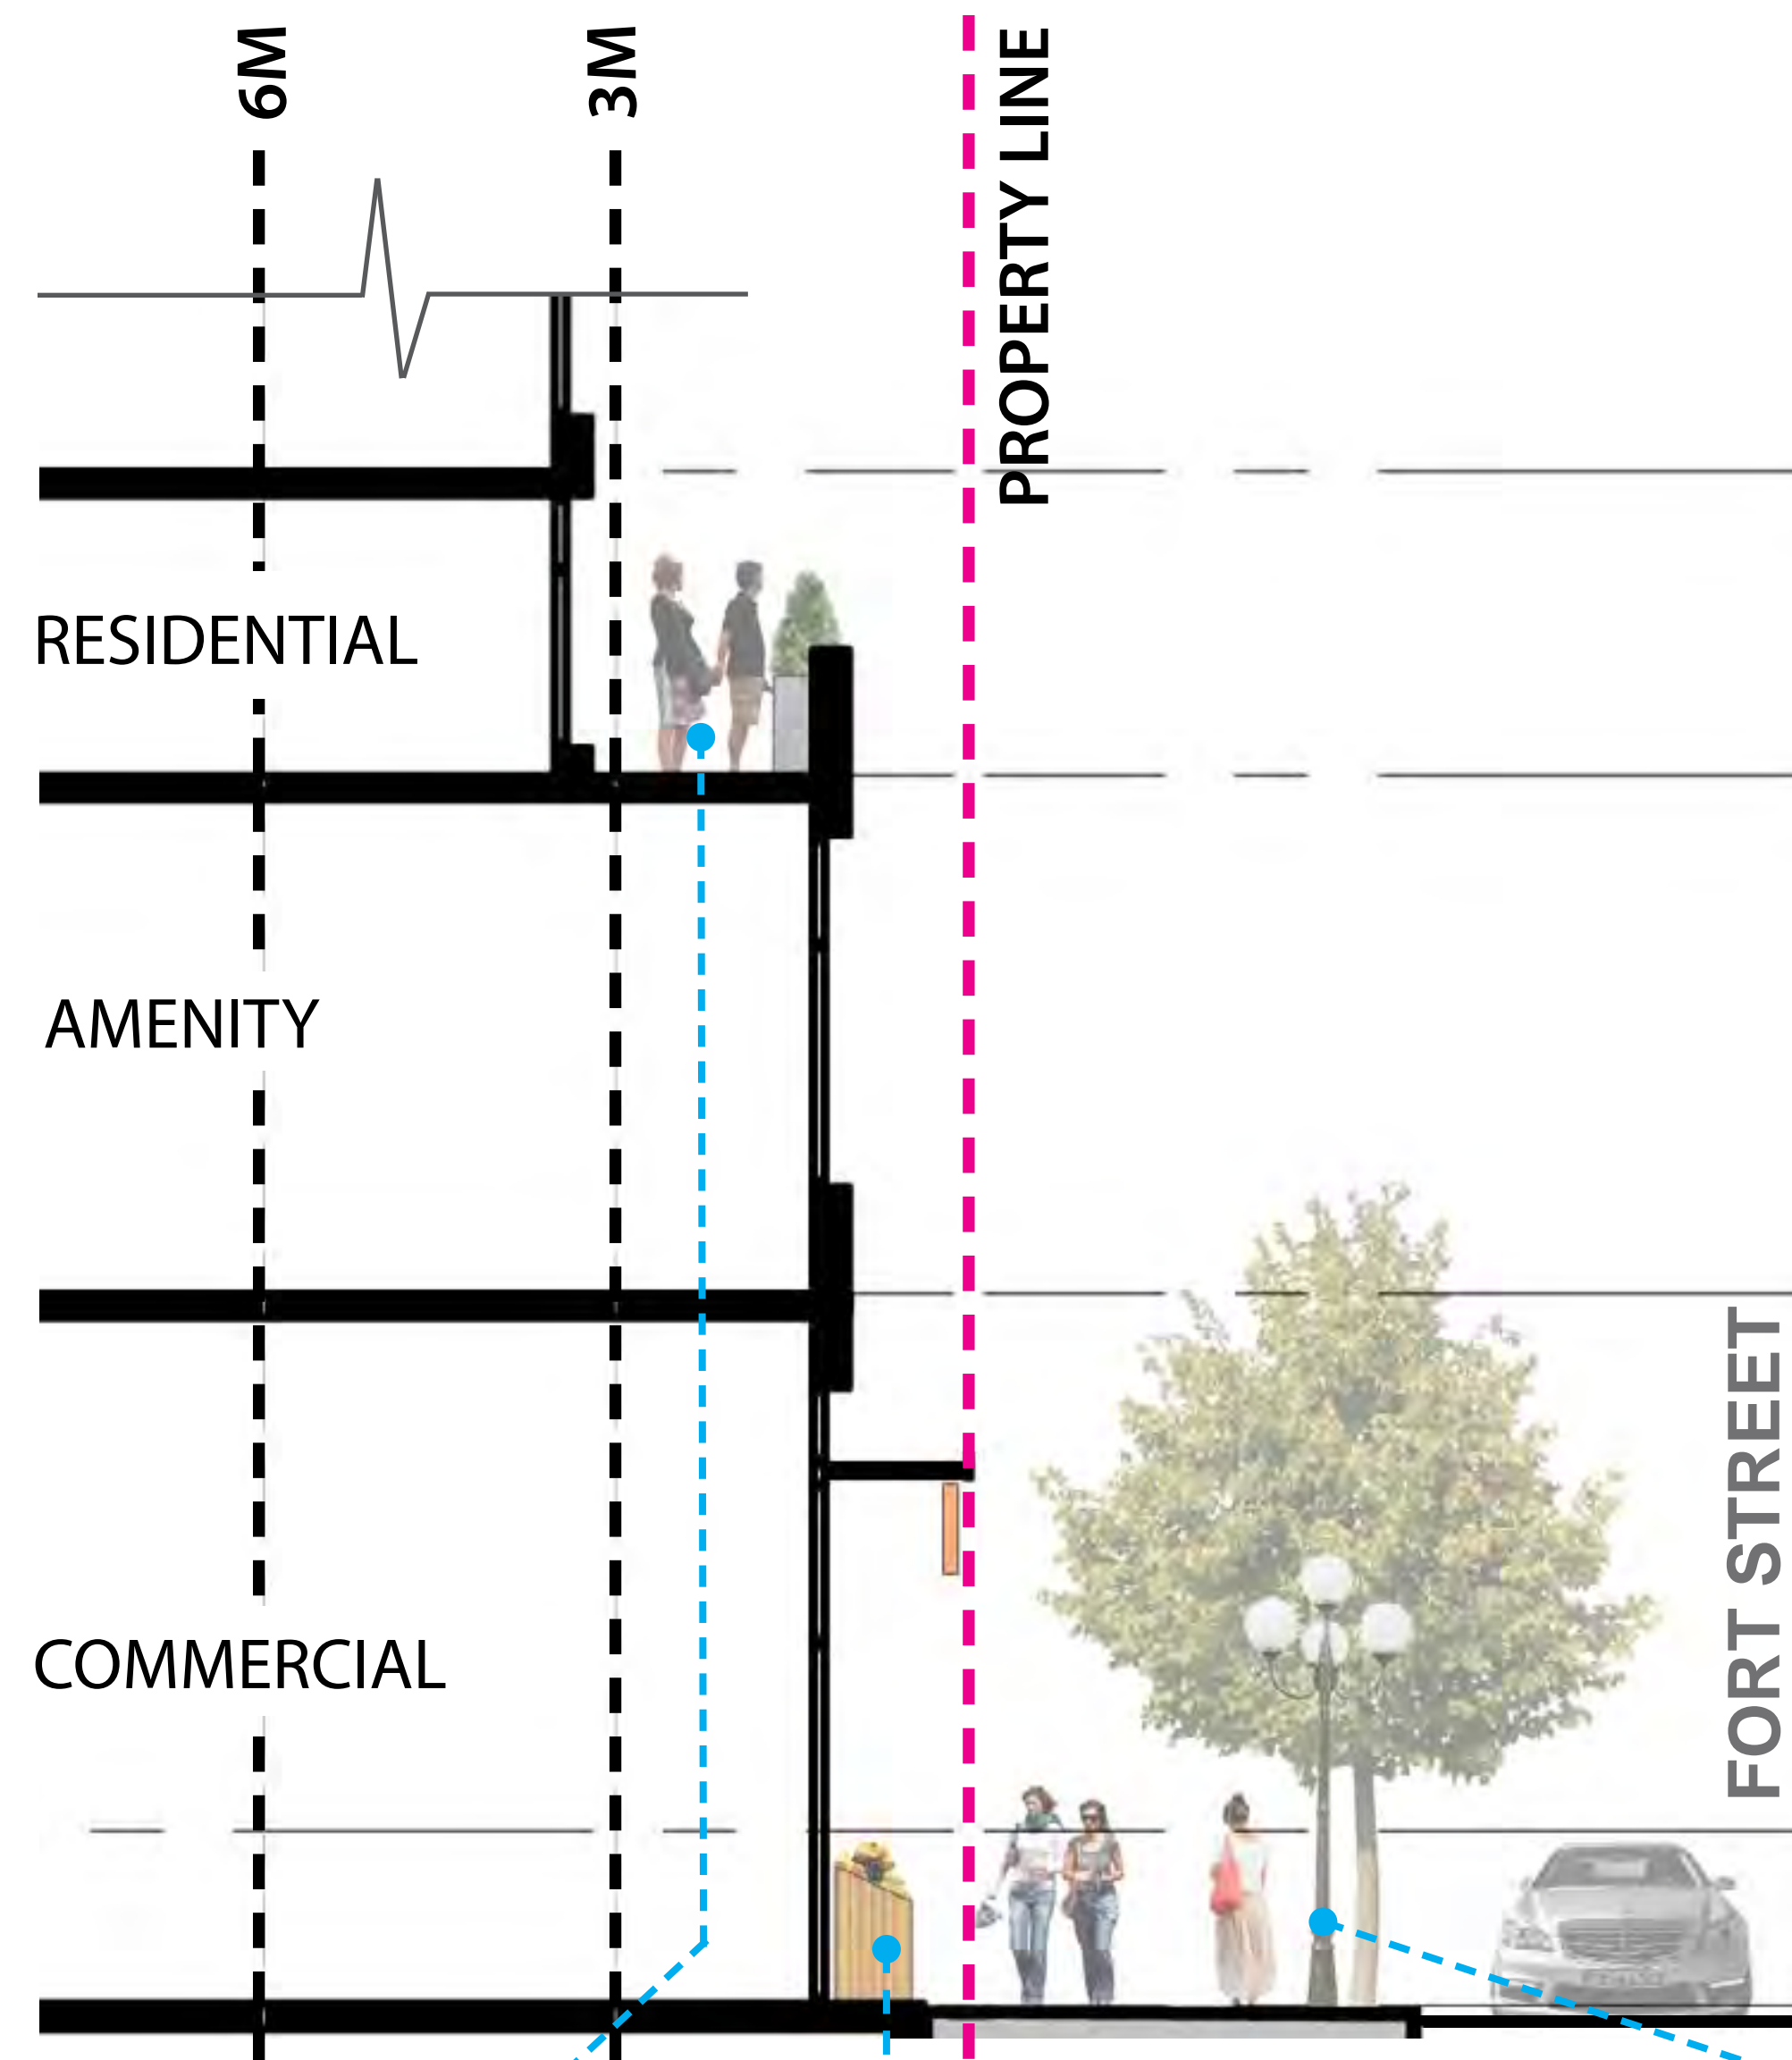 6M
3M
PROPERTY LINE
RESIDENTIAL
AMENITY
COMMERCIAL
FORT STREET